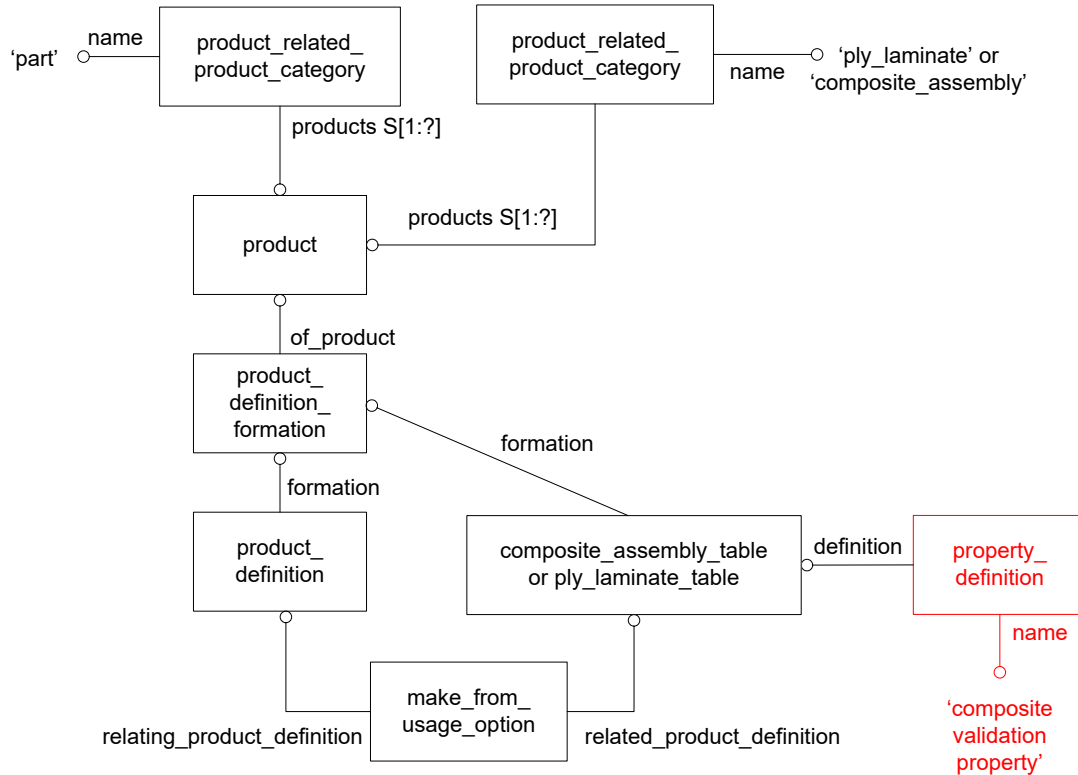 ‘part’
name
product_related_
product_category
product_related_
product_category
name
‘ply_laminate’ or
‘composite_assembly’
products S[1:?]
products S[1:?]
product
of_product
product_
definition_
formation
formation
formation
product_
definition
composite_assembly_table
or ply_laminate_table
definition
property_
definition
name
make_from_
usage_option
relating_product_definition
related_product_definition
‘composite
validation
property’